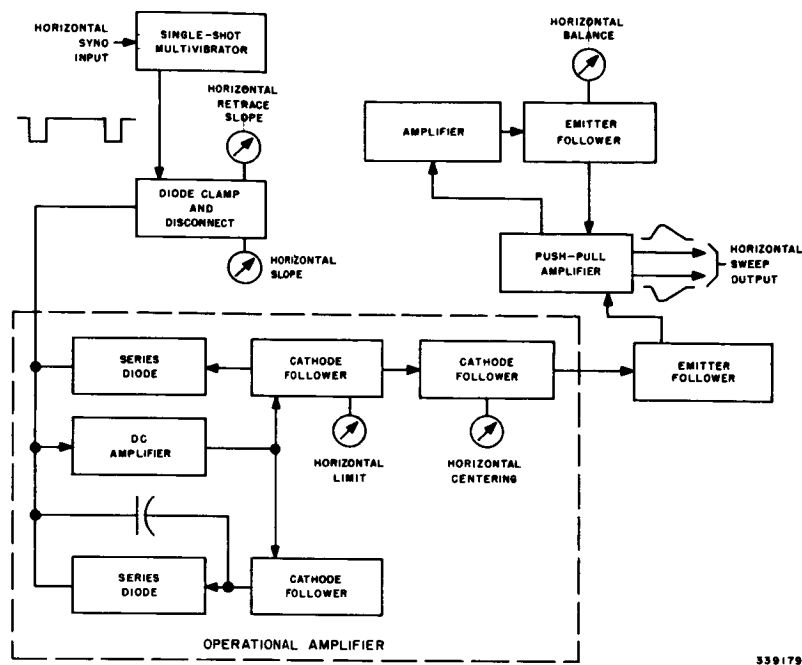 HORIZONTAL
SYNO
INPUT
SINGLE-SHOT
MULTIVIBRATOR
HORIZONTAL
RETRACE
SLOPE
DIODE CLAMP
AND
DISCONNECT
HORIZONTAL
SLOPE
HORIZONTAL
BALANCE
AMPLIFIER
EMITTER
FOLLOWER
PUSH-PULL
AMPLIFIER
HORIZONTAL
SWEEP
OUTPUT
EMITTER
FOLLOWER
SERIES
DIODE
CATHODE
FOLLOWER
CATHODE
FOLLOWER
DC
AMPLIFIER
HORIZONTAL
LIMIT
HORIZONTAL
CENTERING
SERIES
DIODE
CATHODE
FOLLOWER
OPERATIONAL AMPLIFIER
339179